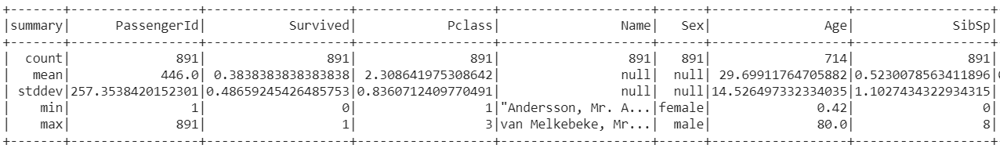 +-------+-----------------+-------------------+------------------+--------------------+------+------------------+------------------+
|summary|      PassengerId|           Survived|            Pclass|                Name|   Sex|               Age|             SibSp|
+-------+-----------------+-------------------+------------------+--------------------+------+------------------+------------------+
|  count|              891|                891|               891|                 891|   891|               714|               891|
|   mean|            446.0| 0.3838383838383838| 2.308641975308642|                null|  null| 29.69911764705882|0.5230078563411896|
| stddev|257.3538420152301|0.48659245426485753|0.8360712409770491|                null|  null|14.526497332334035|1.1027434322934315|
|    min|                1|                  0|                 1|"Andersson, Mr. A...|female|              0.42|                 0|
|    max|              891|                  1|                 3|van Melkebeke, Mr...|  male|              80.0|                 8|
+-------+-----------------+-------------------+------------------+--------------------+------+------------------+------------------+